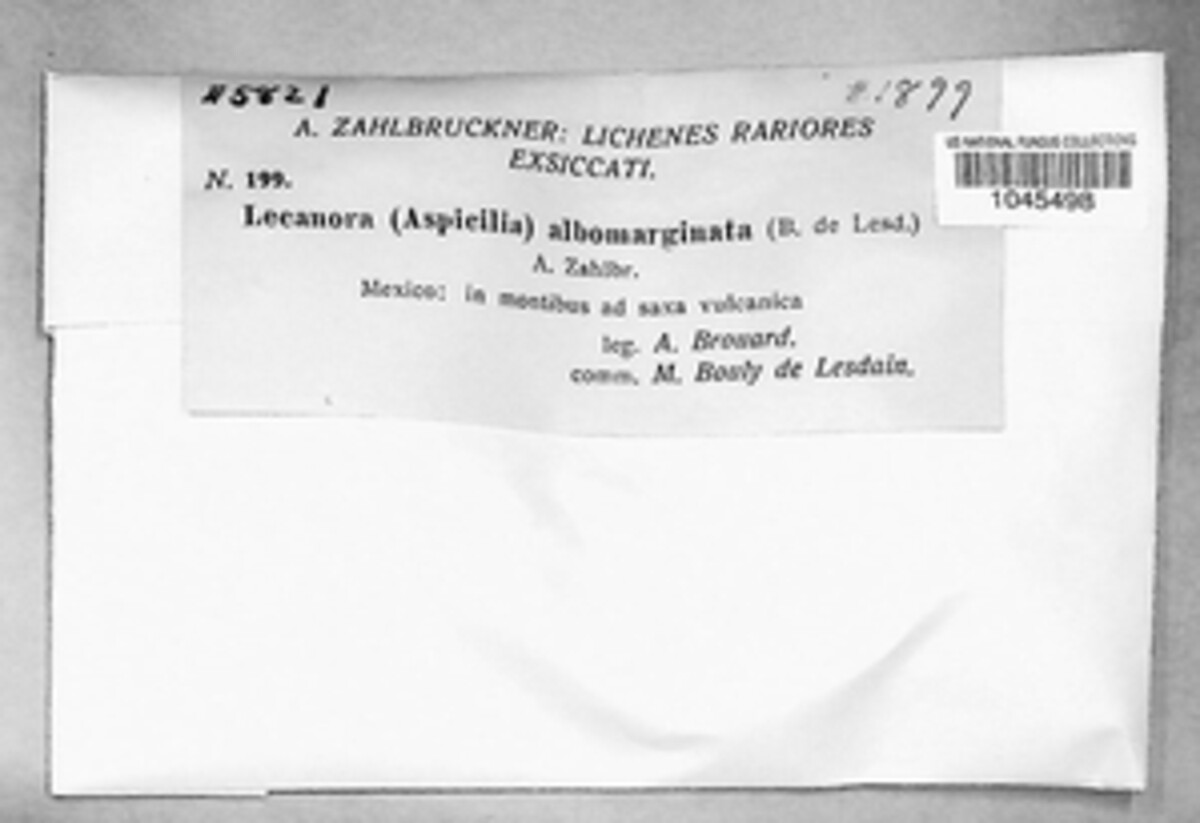 #5821
#1899
A. ZAHLBRUCKNER: LICHENES RARIORES
EXSICCATI.
US NATIONAL FUNGUS COLLECTIONS
1045498
N. 199.
Lecanora (Aspicilia) albomarginata (B. de Lesd.)
A. Zahlbr.
Mexico: in montibus ad saxa vulcanica
leg. A. Brouard.
comm. M. Bouly de Lesdain.